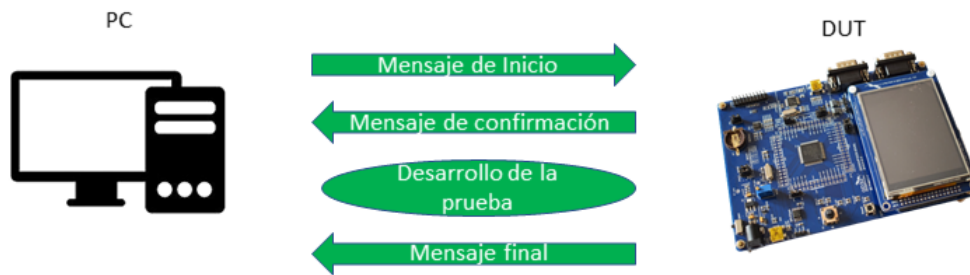 PC
DUT
Mensaje de Inicio
Mensaje de confirmación
Desarrollo de la
prueba
Mensaje final